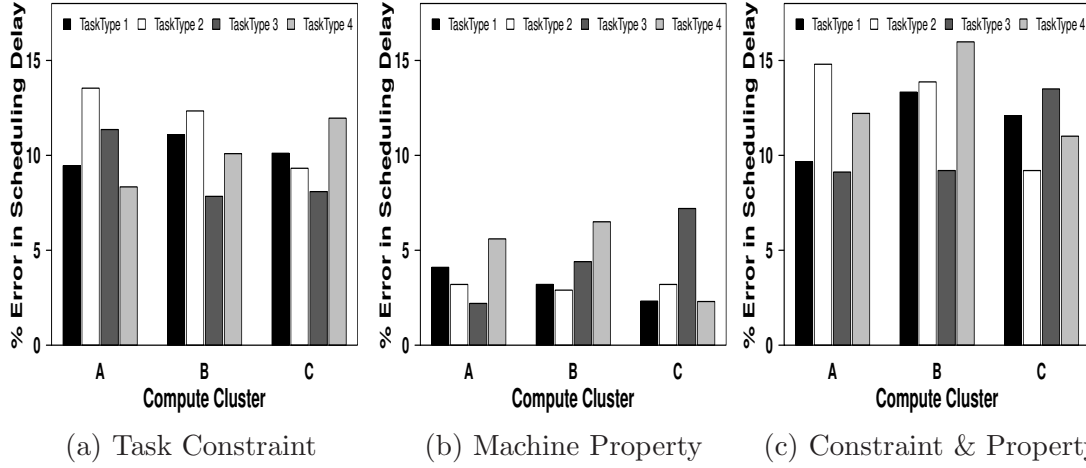 TaskType 1 TaskType 2 TaskType 3 TaskType 4
% Error in Scheduling Delay
15
10
5
0
A B C
Compute Cluster
(a) Task Constraint
TaskType 1 TaskType 2 TaskType 3 TaskType 4
% Error in Scheduling Delay
15
10
5
0
A B C
Compute Cluster
(b) Machine Property
TaskType 1 TaskType 2 TaskType 3 TaskType 4
% Error in Scheduling Delay
15
10
5
0
A B C
Compute Cluster
(c) Constraint & Property